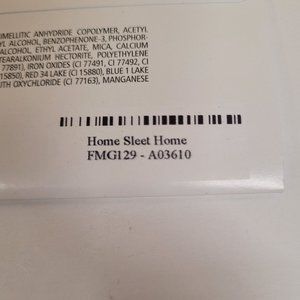 IMELLITIC ANHYDRIDE COPOLYMER, ACETYL
YL ALCOHOL, BENZOPHENONE-3, PHOSPHOR-
ALCOHOL, ETHYL ACETATE, MICA, CALCIUM
TEARALKONIUM HECTORITE, POLYETHYLENE
77891), IRON OXIDES (CI 77491, CI 77492, CI
15850), RED 34 LAKE (CI 15880), BLUE 1 LAKE
UTH OXYCHLORIDE (CI 77163), MANGANESE
Home Sleet Home
FMG129 - A03610